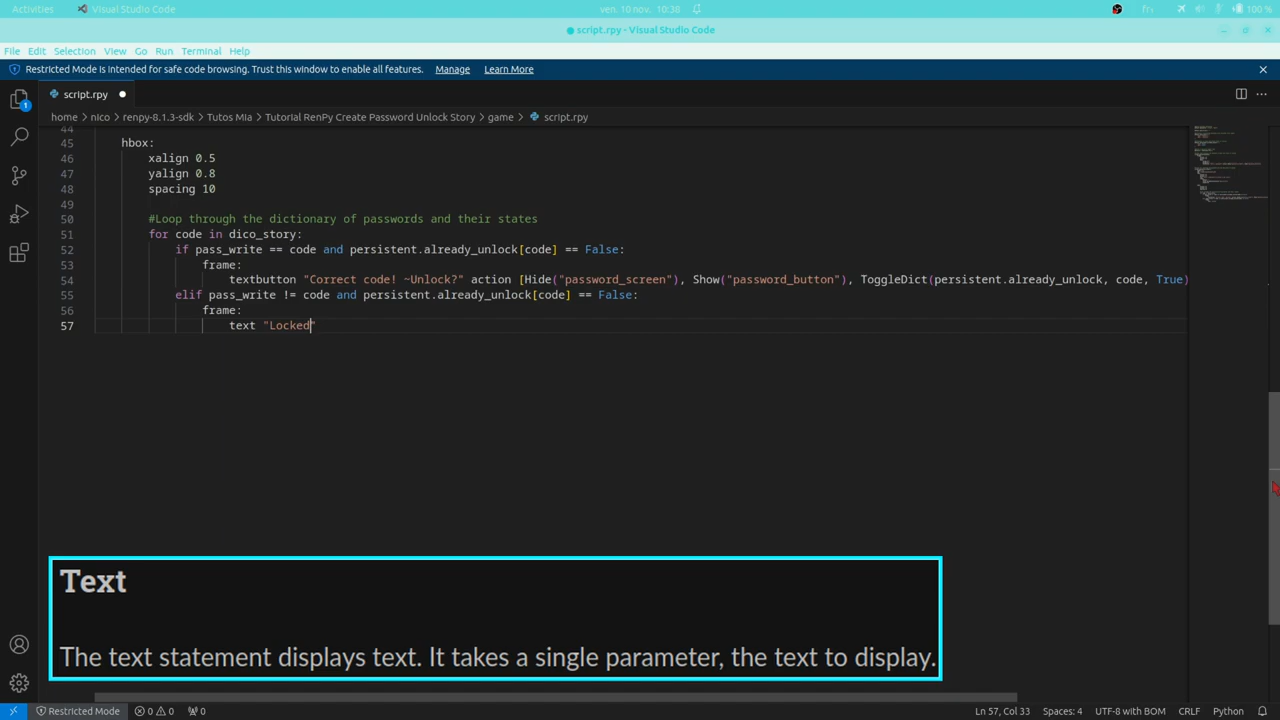 Activities
Visual Studio Code
ven. 10 nov. 10:38
fr₁
100 %
● script.rpy - Visual Studio Code
File Edit Selection View Go Run Terminal Help
Restricted Mode is intended for safe code browsing. Trust this window to enable all features. Manage Learn More
script.rpy
home > nico > renpy-8.1.3-sdk > Tutos Mia > Tutorial RenPy Create Password Unlock Story > game > script.rpy
1
44
45 hbox:
46 xalign 0.5
47 yalign 0.8
48 spacing 10
49
50 #Loop through the dictionary of passwords and their states
51 for code in dico_story:
52 if pass_write == code and persistent.already_unlock[code] == False:
53 frame:
54 textbutton "Correct code! ~Unlock?" action [Hide("password_screen"), Show("password_button"), ToggleDict(persistent.already_unlock, code, True)
55 elif pass_write != code and persistent.already_unlock[code] == False:
56 frame:
57 text "Locked"
Text
The text statement displays text. It takes a single parameter, the text to display.
Restricted Mode 0 0 0
Ln 57, Col 33 Spaces: 4 UTF-8 with BOM CRLF Python